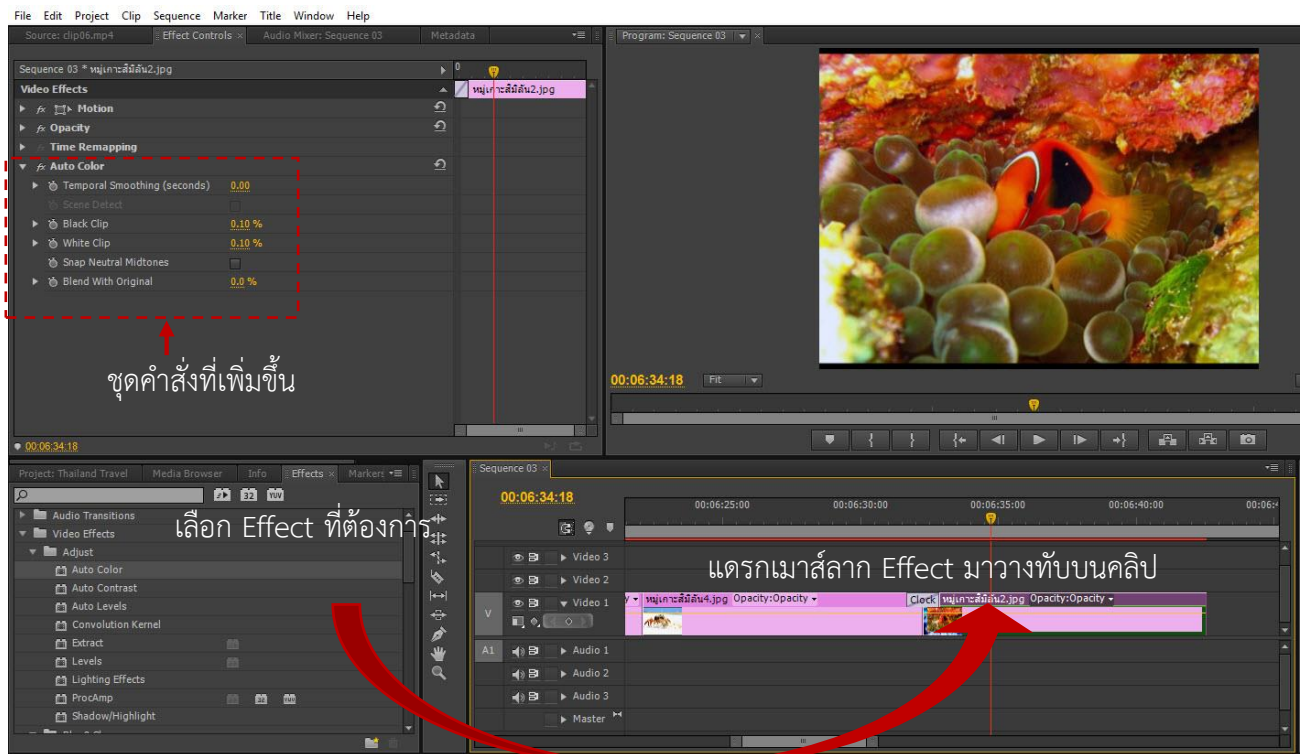 File Edit Project Clip Sequence Marker Title Window Help
Source: clip06.mp4 Effect Controls × Audio Mixer: Sequence 03 Metadata
Program: Sequence 03 ×
Sequence 03 * หมู่เกาะสิมิลัน2.jpg
0
Video Effects
หมู่เกาะสิมิลัน2.jpg
fx Motion
fx Opacity
Time Remapping
fx Auto Color
Temporal Smoothing (seconds) 0.00
Scene Detect
Black Clip 0.10 %
White Clip 0.10 %
Snap Neutral Midtones
Blend With Original 0.0 %
ชุดคำสั่งที่เพิ่มขึ้น
00:06:34:18
00:06:34:18 Fit
Project: Thailand Travel Media Browser Info Effects × Markers
32 YUV
Audio Transitions
Video Effects
เลือก Effect ที่ต้องการ
Adjust
Auto Color
Auto Contrast
Auto Levels
Convolution Kernel
Extract
Levels
Lighting Effects
ProcAmp 32 YUV
Shadow/Highlight
Sequence 03 ×
00:06:34:18
00:06:25:00 00:06:30:00 00:06:35:00 00:06:40:00 00:06:4
Video 3
Video 2
แดรกเมาส์ลาก Effect มาวางทับบนคลิป
V Video 1
y หมู่เกาะสิมิลัน4.jpg Opacity:Opacity Clock หมู่เกาะสิมิลัน2.jpg Opacity:Opacity
A1 Audio 1
Audio 2
Audio 3
Master